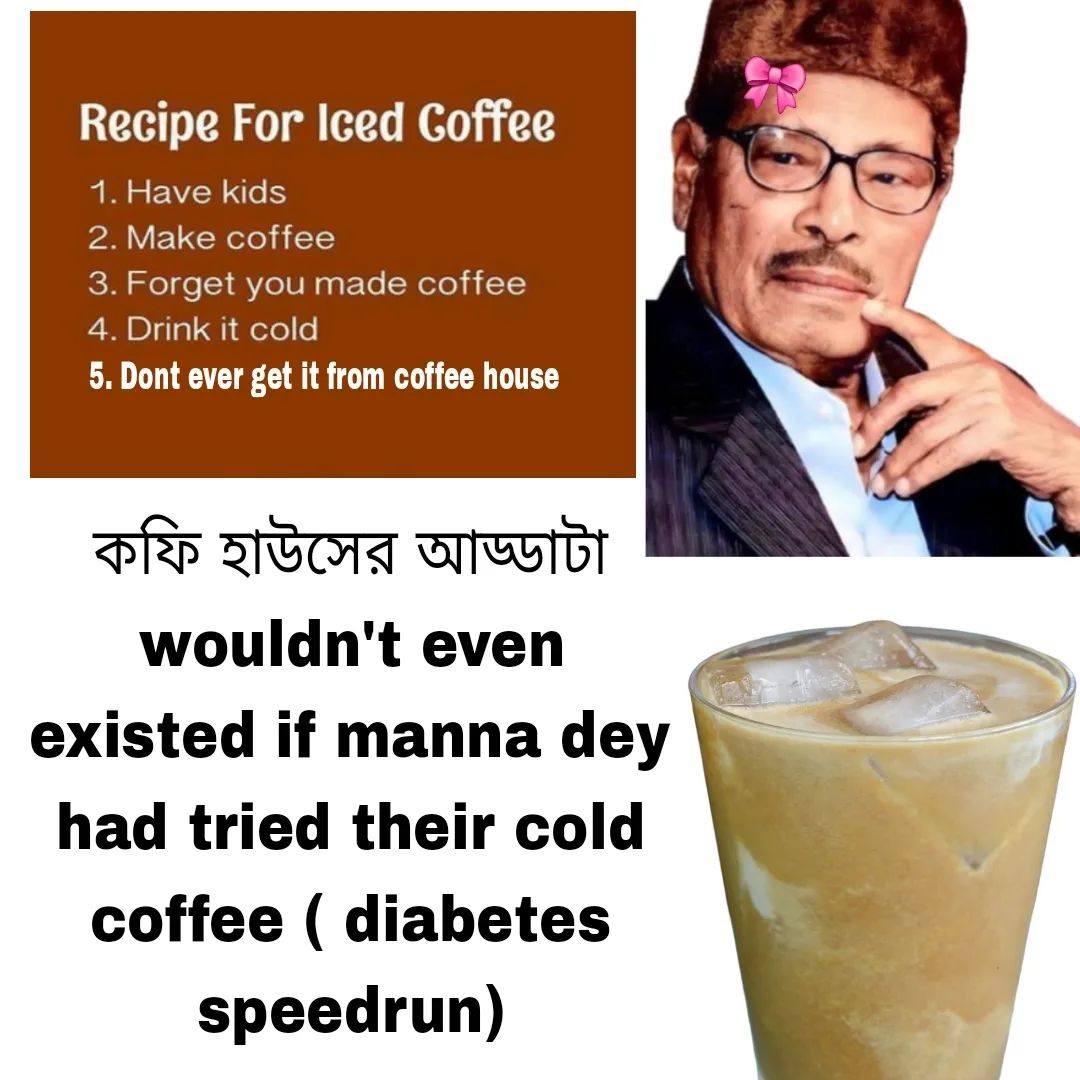 Recipe For Iced Coffee
1. Have kids
2. Make coffee
3. Forget you made coffee
4. Drink it cold
5. Dont ever get it from coffee house
কফি হাউসের আড্ডাটা
wouldn't even
existed if manna dey
had tried their cold
coffee ( diabetes
speedrun)